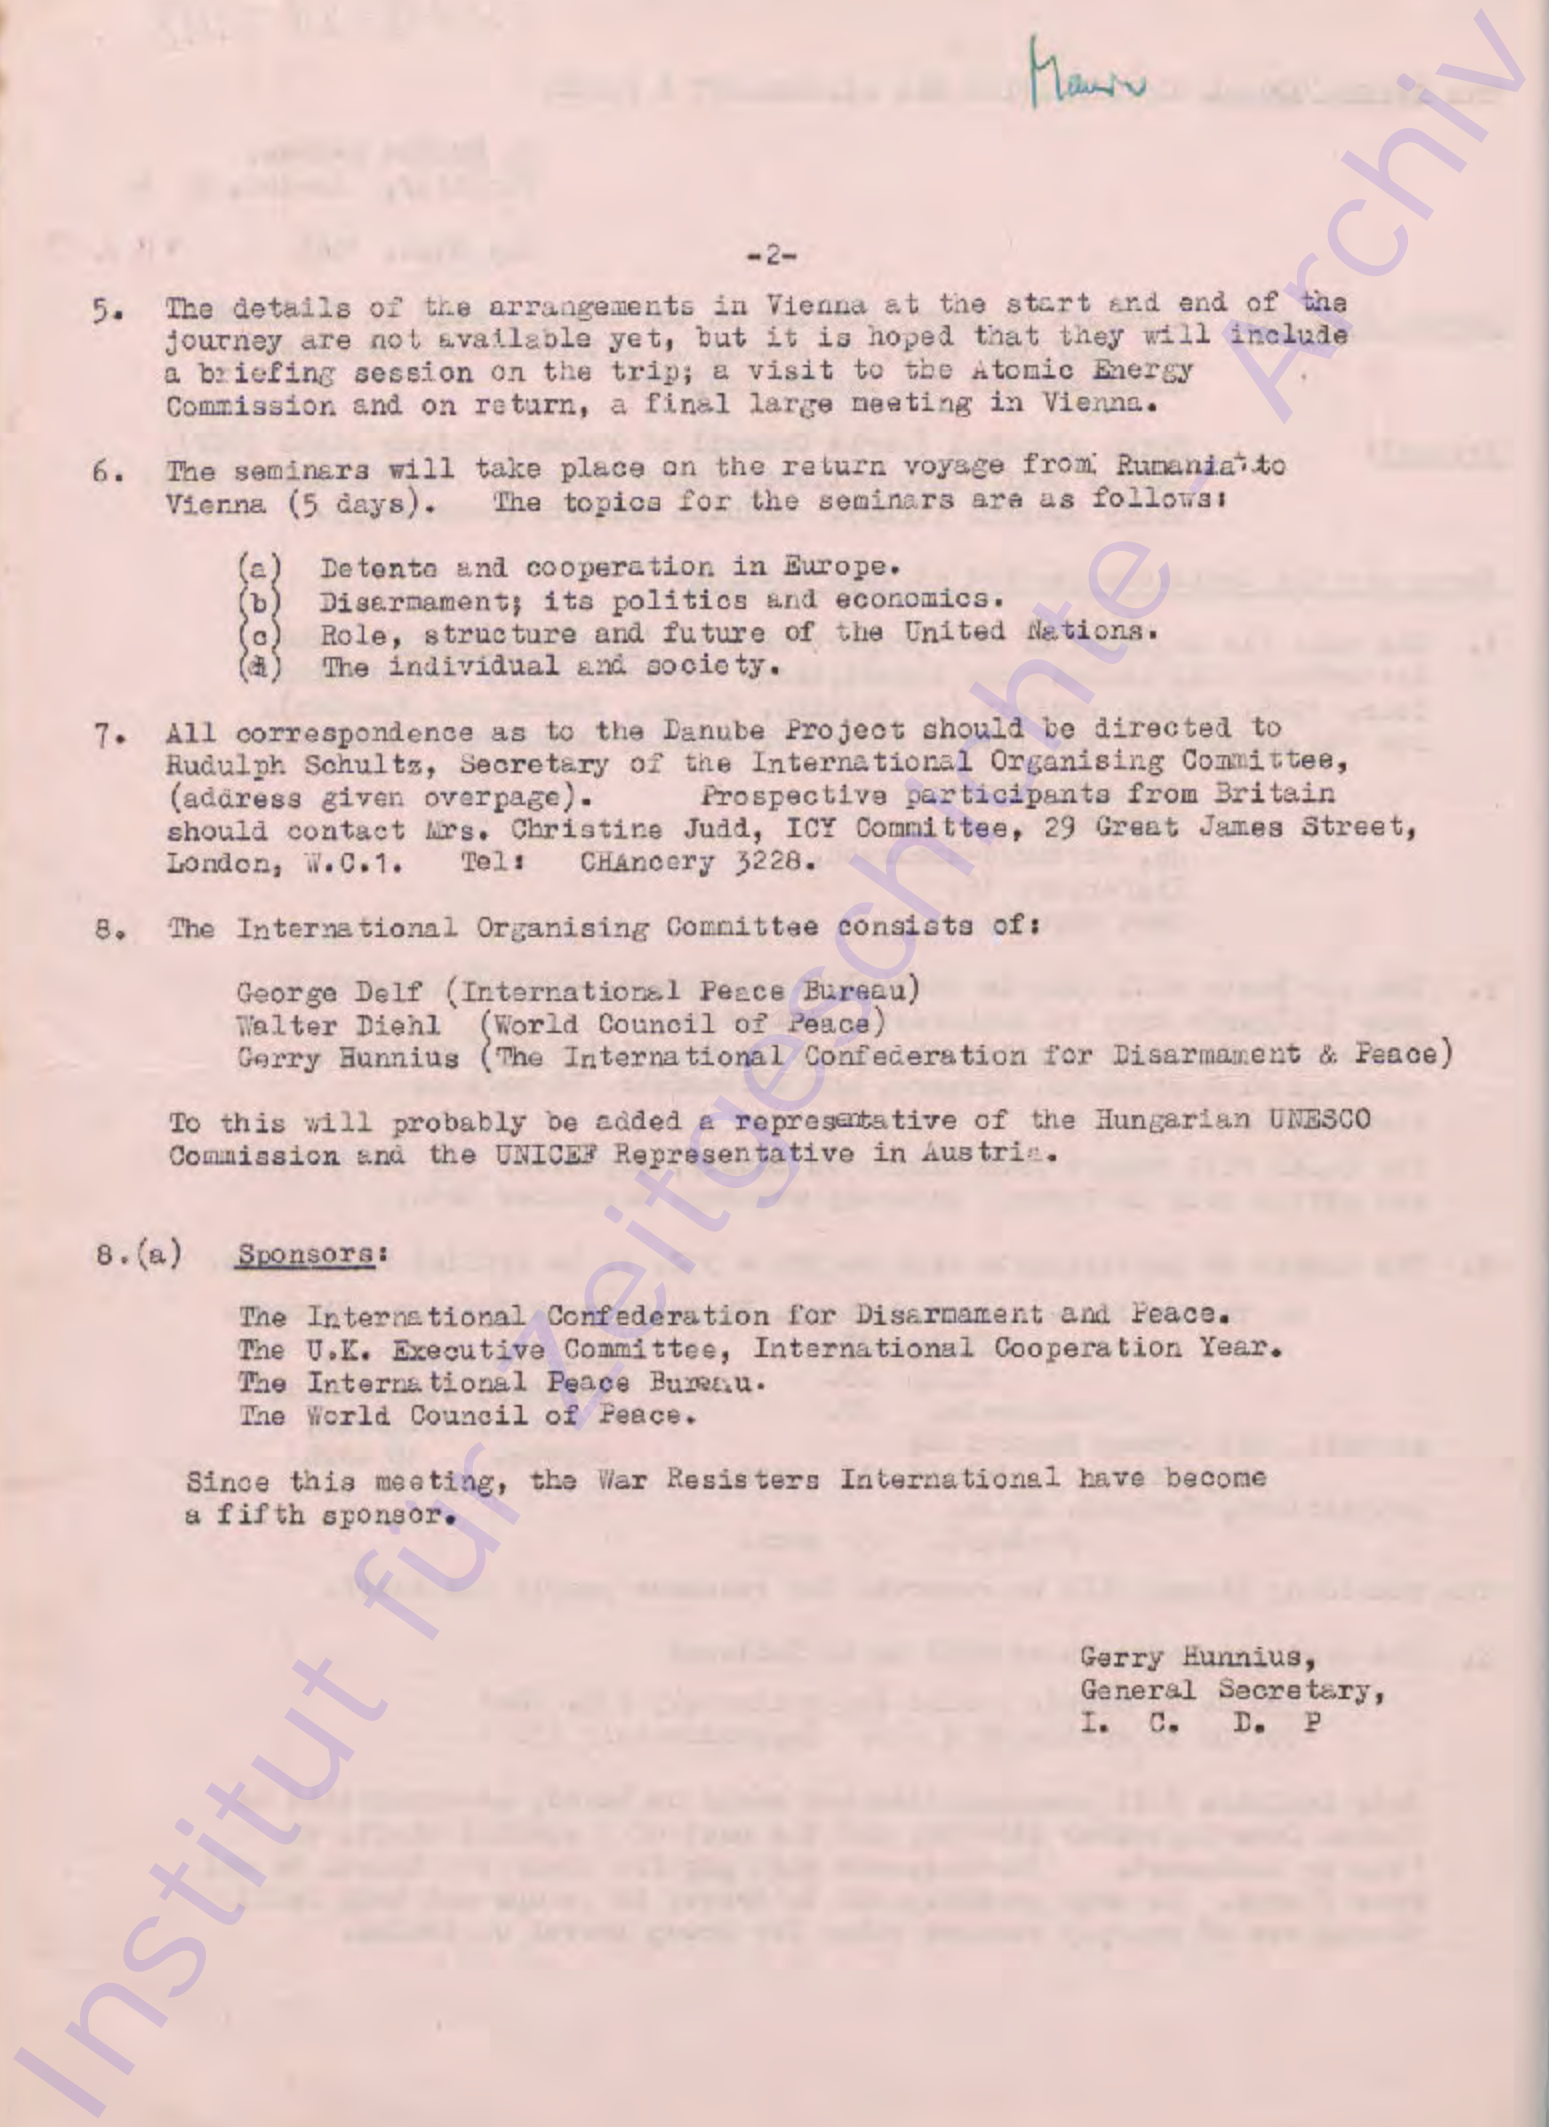 -2-
5. The details of the arrangements in Vienna at the start and end of the
journey are not available yet, but it is hoped that they will include
a briefing session on the trip; a visit to the Atomic Energy
Commission and on return, a final large meeting in Vienna.
6. The seminars will take place on the return voyage from Rumania to
Vienna (5 days). The topics for the seminars are as follows:
(a) Detente and cooperation in Europe.
(b) Disarmament; its politics and economics.
(c) Role, structure and future of the United Nations.
(d) The individual and society.
7. All correspondence as to the Danube Project should be directed to
Rudulph Schultz, Secretary of the International Organising Committee,
(address given overpage). Prospective participants from Britain
should contact Mrs. Christine Judd, ICY Committee, 29 Great James Street,
London, W.C.1. Tel: CHAncery 3228.
8. The International Organising Committee consists of:
George Delf (International Peace Bureau)
Walter Diehl (World Council of Peace)
Gerry Hunnius (The International Confederation for Disarmament & Peace)
To this will probably be added a representative of the Hungarian UNESCO
Commission and the UNICEF Representative in Austria.
8.(a) Sponsors:
The International Confederation for Disarmament and Peace.
The U.K. Executive Committee, International Cooperation Year.
The International Peace Bureau.
The World Council of Peace.
Since this meeting, the War Resisters International have become
a fifth sponsor.
Gerry Hunnius,
General Secretary,
I. C. D. P
Institut für Zeitgeschichte - Archiv